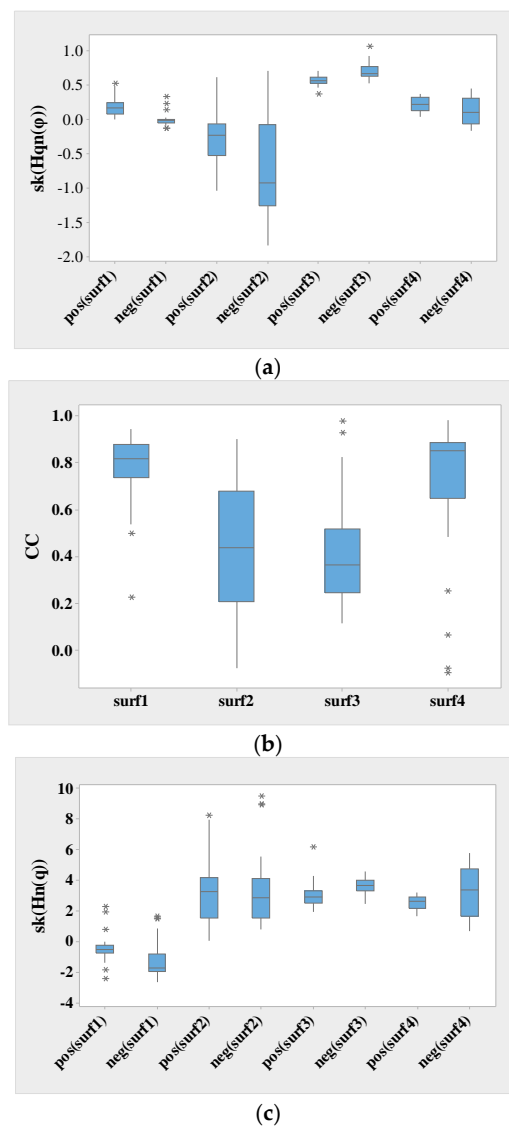 sk(Hqn(φ))
1.0
0.5
0.0
-0.5
-1.0
-1.5
-2.0
pos(surf1)
neg(surf1)
pos(surf2)
neg(surf2)
pos(surf3)
neg(surf3)
pos(surf4)
neg(surf4)
(a)
CC
1.0
0.8
0.6
0.4
0.2
0.0
surf1 surf2 surf3 surf4
(b)
sk(Hn(q))
10
8
6
4
2
0
-2
-4
pos(surf1)
neg(surf1)
pos(surf2)
neg(surf2)
pos(surf3)
neg(surf3)
pos(surf4)
neg(surf4)
(c)